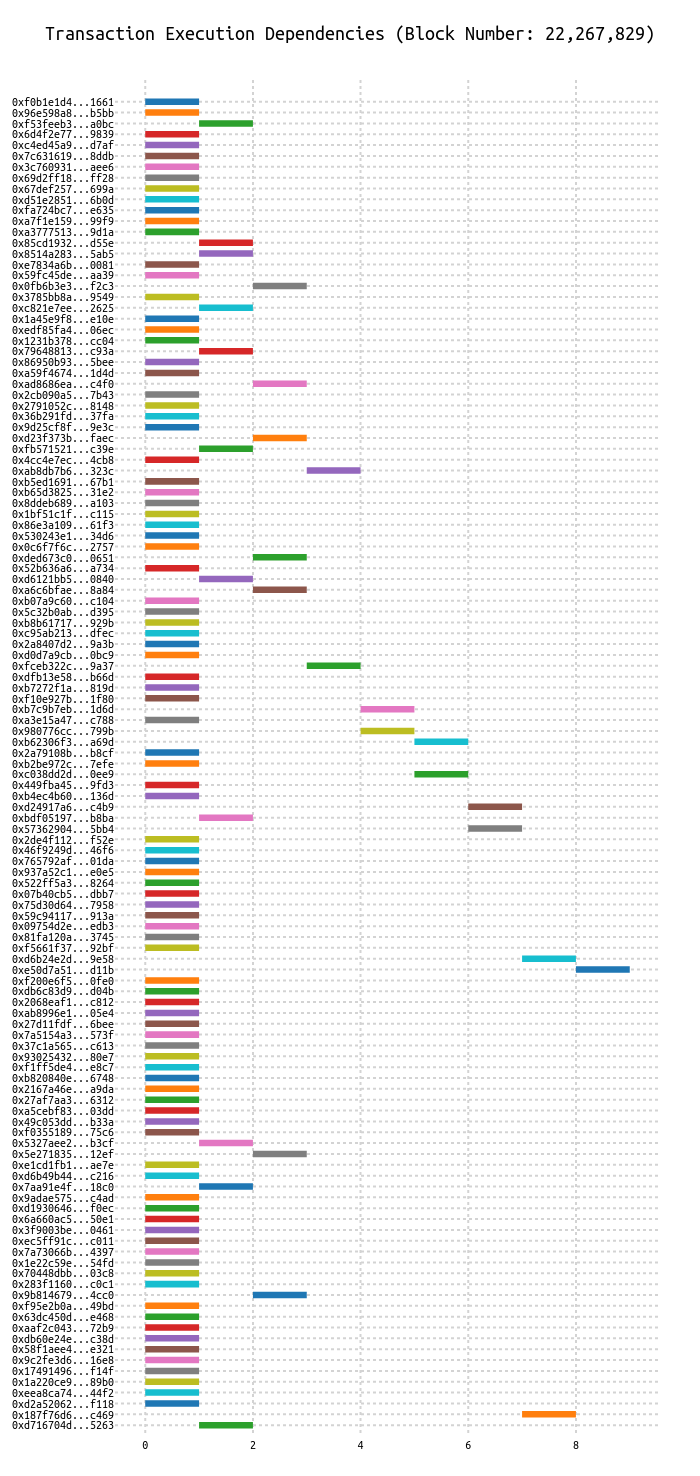 Transaction Execution Dependencies (Block Number: 22,267,829)
0xf0b1e1d4...1661
0x96e598a8...b5bb
0xf53feeb3...a0bc
0x6d4f2e77...9839
0xc4ed45a9...d7af
0x7c631619...8ddb
0x3c760931...aee6
0x69d2ff18...ff28
0x67def257...699a
0xd51e2851...6b0d
0xfa724bc7...e635
0xa7f1e159...99f9
0xa3777513...9d1a
0x85cd1932...d55e
0x8514a283...5ab5
0xe7834a6b...0081
0x59fc45de...aa39
0x0fb6b3e3...f2c3
0x3785bb8a...9549
0xc821e7ee...2625
0x1a45e9f8...e10e
0xedf85fa4...06ec
0x1231b378...cc04
0x79648813...c93a
0x86950b93...5bee
0xa59f4674...1d4d
0xad8686ea...c4f0
0x2cb090a5...7b43
0x2791052c...8148
0x36b291fd...37fa
0x9d25cf8f...9e3c
0xd23f373b...faec
0xfb571521...c39e
0x4cc4e7ec...4cb8
0xab8db7b6...323c
0xb5ed1691...67b1
0xb65d3825...31e2
0x8ddeb689...a103
0x1bf51c1f...c115
0x86e3a109...61f3
0x530243e1...34d6
0x0c6f7f6c...2757
0xded673c0...0651
0x52b636a6...a734
0xd6121bb5...0840
0xa6c6bfae...8a84
0xb07a9c60...c104
0x5c32b0ab...d395
0xb8b61717...929b
0xc95ab213...dfec
0x2a8407d2...9a3b
0xd0d7a9cb...0bc9
0xfceb322c...9a37
0xdfb13e58...b66d
0xb7272f1a...819d
0xf10e927b...1f80
0xb7c9b7eb...1d6d
0xa3e15a47...c788
0x980776cc...799b
0xb62306f3...a69d
0x2a79108b...b8cf
0xb2be972c...7efe
0xc038dd2d...0ee9
0x449fba45...9fd3
0xb4ec4b60...136d
0xd24917a6...c4b9
0xbdf05197...b8ba
0x57362904...5bb4
0x2de4f112...f52e
0x46f9249d...46f6
0x765792af...01da
0x937a52c1...e0e5
0x522ff5a3...8264
0x07b40cb5...dbb7
0x75d30d64...7958
0x59c94117...913a
0x09754d2e...edb3
0x81fa120a...3745
0xf5661f37...92bf
0xd6b24e2d...9e58
0xe50d7a51...d11b
0xf200e6f5...0fe0
0xdb6c83d9...d04b
0x2068eaf1...c812
0xab8996e1...05e4
0x27d11fdf...6bee
0x7a5154a3...573f
0x37c1a565...c613
0x93025432...80e7
0xf1ff5de4...e8c7
0xb820840e...6748
0x2167a46e...a9da
0x27af7aa3...6312
0xa5cebf83...03dd
0x49c053dd...b33a
0xf0355189...75c6
0x5327aee2...b3cf
0x5e271835...12ef
0xe1cd1fb1...ae7e
0xd6b49b44...c216
0x7aa91e4f...18c0
0x9adae575...c4ad
0xd1930646...f0ec
0x6a660ac5...50e1
0x3f9003be...0461
0xec5ff91c...c011
0x7a73066b...4397
0x1e22c59e...54fd
0x70448dbb...03c8
0x283f1160...c0c1
0x9b814679...4cc0
0xf95e2b0a...49bd
0x63dc450d...e468
0xaaf2c043...72b9
0xdb60e24e...c38d
0x58f1aee4...e321
0x9c2fe3d6...16e8
0x17491496...f14f
0x1a220ce9...89b0
0xeea8ca74...44f2
0xd2a52062...f118
0x187f76d6...c469
0xd716704d...5263
0 2 4 6 8